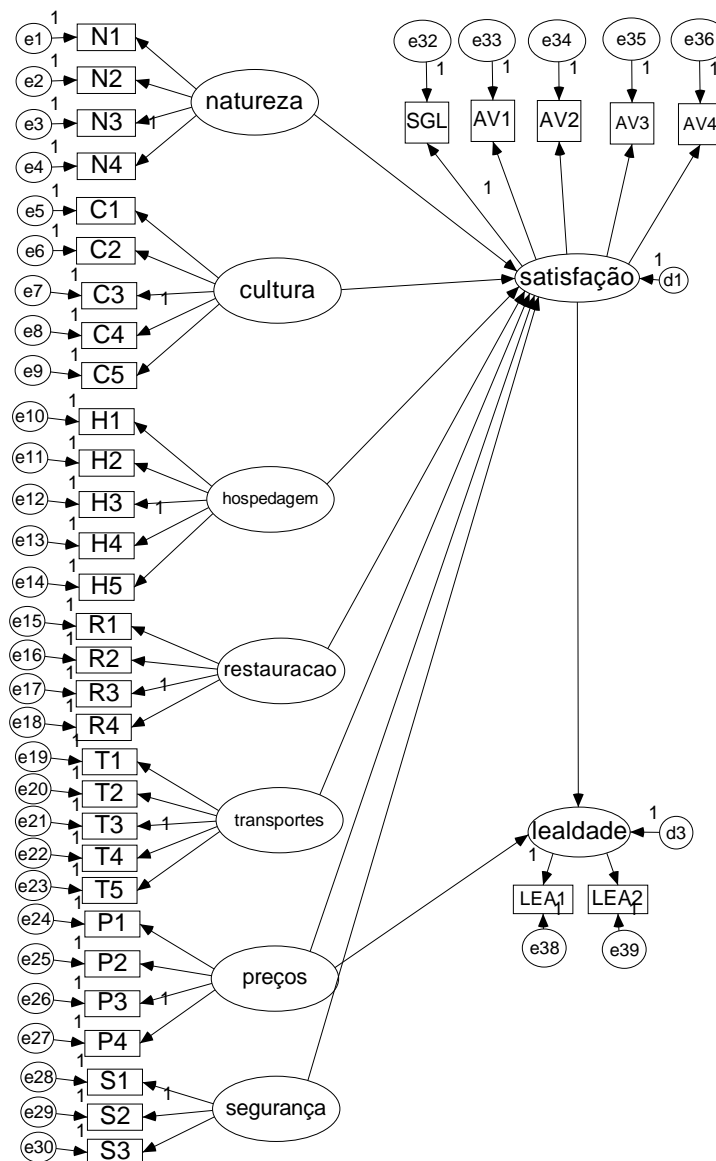 1
e1 N1
1
e2 N2
1
e3 N3 1
1
e4 N4
natureza
1
e5 C1
1
e6 C2
1
e7 C3 1
1
e8 C4
1
e9 C5
cultura
1
e10 H1
1
e11 H2
1
e12 H3 1
1
e13 H4
1
e14 H5
hospedagem
1
e15 R1
1
e16 R2
1
e17 R3 1
1
e18 R4
restauracao
1
e19 T1
1
e20 T2
1
e21 T3 1
1
e22 T4
1
e23 T5
transportes
1
e24 P1
1
e25 P2
1
e26 P3 1
1
e27 P4
preços
1
e28 S1 1
1
e29 S2
1
e30 S3
segurança
e32 e33 e34 e35 e36
1 1 1 1 1
SGL AV1 AV2 AV3 AV4
1
satisfação
1
d1
lealdade
1
d3
1
LEA1 LEA2
1 1
e38 e39